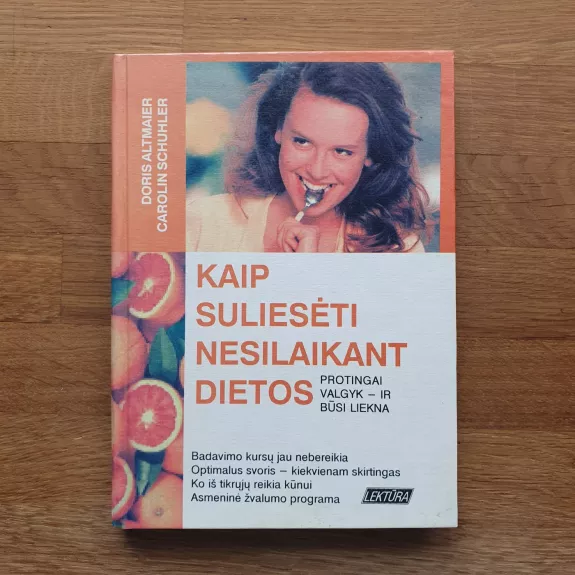 DORIS ALTMAIER
CAROLIN SCHUHLER
KAIP
SULIESĖTI
NESILAIKANT
DIETOS
PROTINGAI
VALGYK – IR
BŪSI LIEKNA
Badavimo kursų jau nebereikia
Optimalus svoris – kiekvienam skirtingas
Ko iš tikrųjų reikia kūnui
Asmeninė žvalumo programa
LEKTŪRA